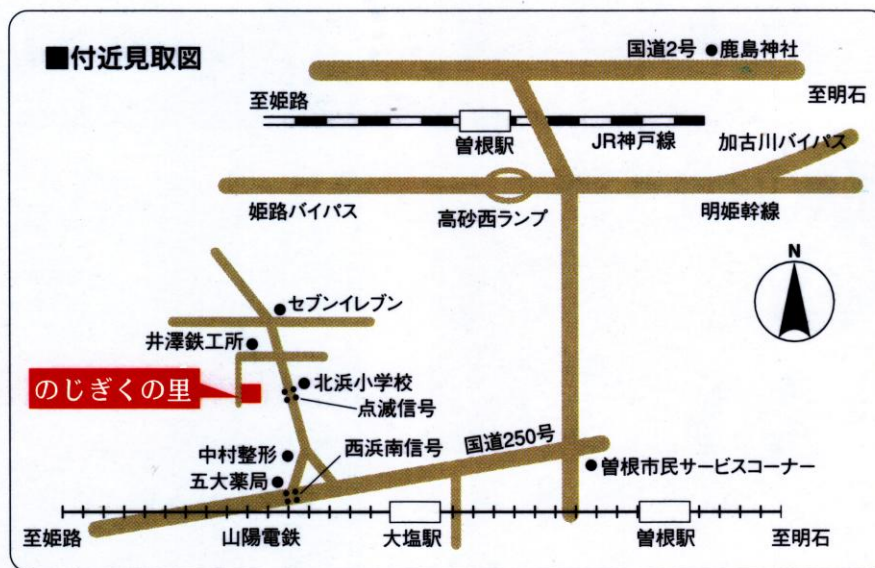 ■付近見取図
国道2号 ●鹿島神社
至姫路
至明石
曽根駅
JR神戸線
加古川バイパス
姫路バイパス
高砂西ランプ
明姫幹線
N
セブンイレブン
井澤鉄工所
のじぎくの里
北浜小学校
点滅信号
中村整形
西浜南信号
国道250号
五大薬局
曽根市民サービスコーナー
至姫路
山陽電鉄
大塩駅
曽根駅
至明石